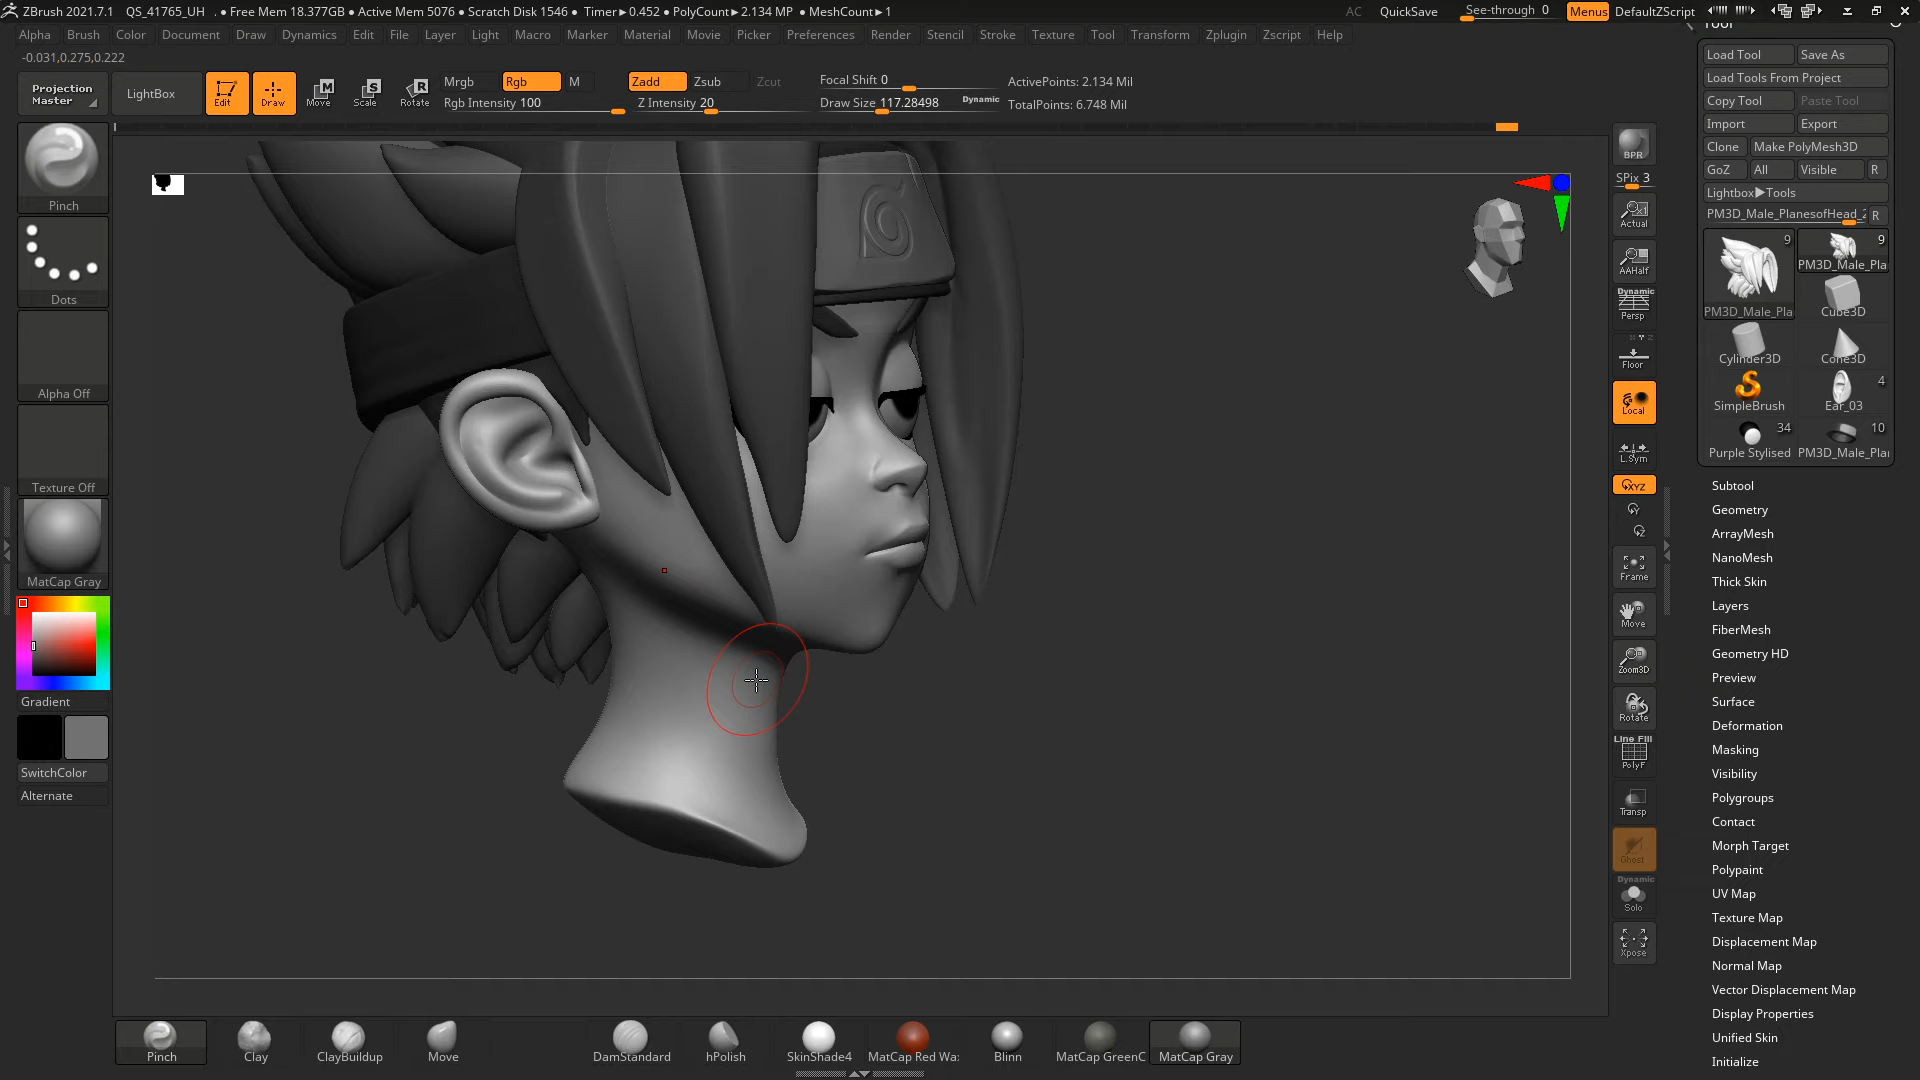 ZBrush 2021.7.1 QS_41765_UH . • Free Mem 18.377GB • Active Mem 5076 • Scratch Disk 1546 • Timer►0.452 • PolyCount►2.134 MP • MeshCount►1 AC QuickSave See-through 0 Menus DefaultZScript
Alpha Brush Color Document Draw Dynamics Edit File Layer Light Macro Marker Material Movie Picker Preferences Render Stencil Stroke Texture Tool Transform Zplugin Zscript Help
-0.031,0.275,0.222
Projection Master LightBox Edit Draw Move Scale Rotate
Mrgb Rgb M Zadd Zsub Zcut Focal Shift 0 ActivePoints: 2.134 Mil
Rgb Intensity 100 Z Intensity 20 Draw Size 117.28498 Dynamic TotalPoints: 6.748 Mil
Pinch
Dots
Alpha Off
Texture Off
MatCap Gray
Gradient
SwitchColor
Alternate
BPR
SPix 3
Actual
AAHalf
Dynamic
Persp
Floor
Local
L.Sym
XYZ
Frame
Move
Zoom3D
Rotate
Line Fill
PolyF
Transp
Ghost
Dynamic
Solo
Xpose
Tool
Load Tool Save As
Load Tools From Project
Copy Tool Paste Tool
Import Export
Clone Make PolyMesh3D
GoZ All Visible R
Lightbox►Tools
PM3D_Male_PlanesofHead_2 R
9 9
PM3D_Male_Pla
PM3D_Male_Pla Cube3D
Cylinder3D Cone3D
4
SimpleBrush Ear_03
34 10
Purple Stylised PM3D_Male_Pla
Subtool
Geometry
ArrayMesh
NanoMesh
Thick Skin
Layers
FiberMesh
Geometry HD
Preview
Surface
Deformation
Masking
Visibility
Polygroups
Contact
Morph Target
Polypaint
UV Map
Texture Map
Displacement Map
Normal Map
Vector Displacement Map
Display Properties
Unified Skin
Initialize
Pinch Clay ClayBuildup Move DamStandard hPolish SkinShade4 MatCap Red Wa: Blinn MatCap GreenC MatCap Gray